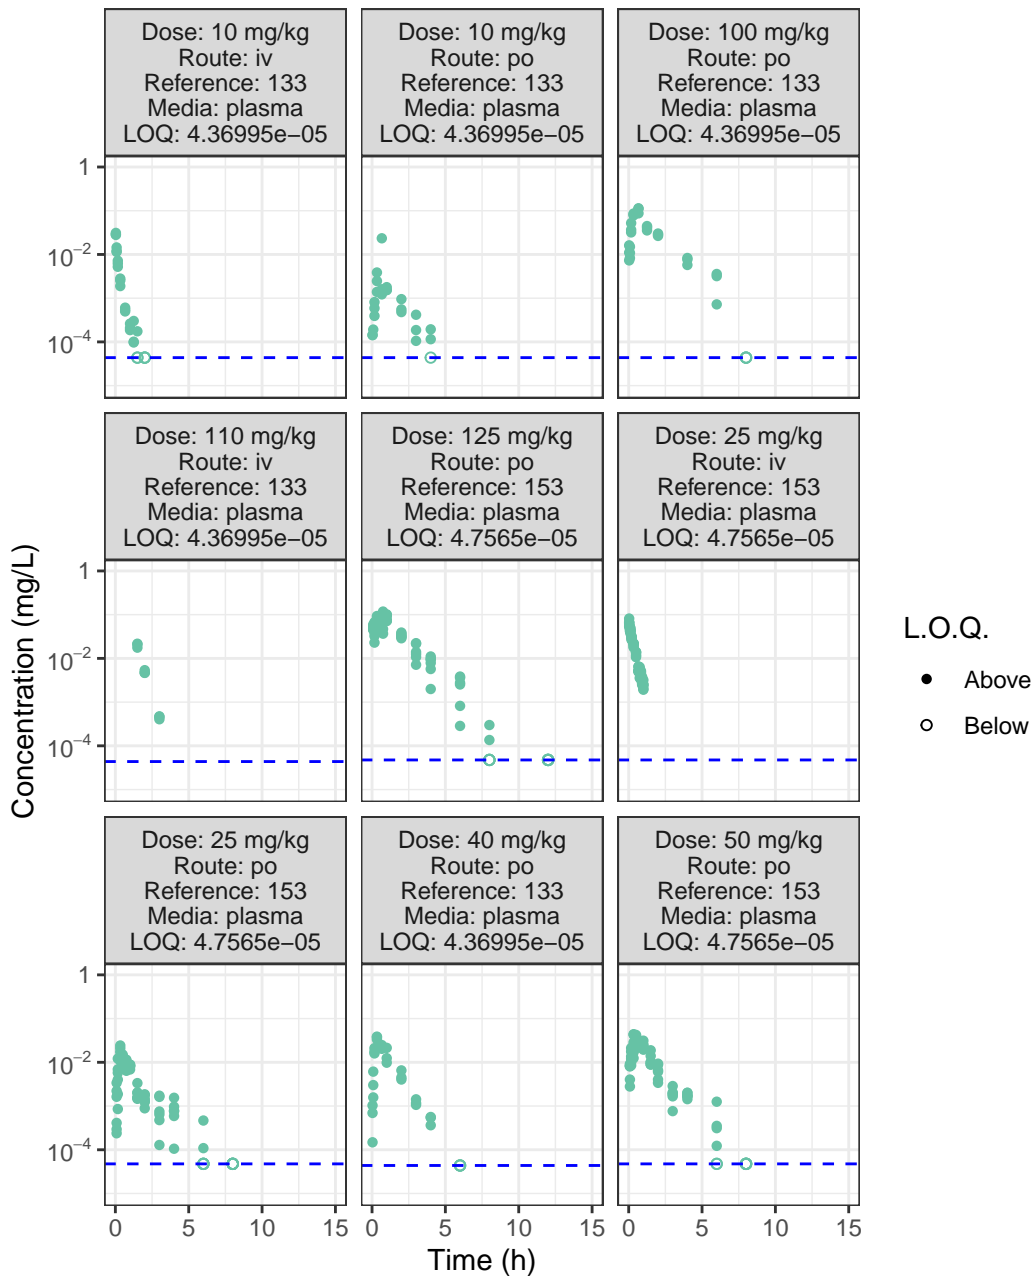 Dose: 10 mg/kg
Route: iv
Reference: 133
Media: plasma
LOQ: 4.36995e−05
Dose: 10 mg/kg
Route: po
Reference: 133
Media: plasma
LOQ: 4.36995e−05
Dose: 100 mg/kg
Route: po
Reference: 133
Media: plasma
LOQ: 4.36995e−05
1
10−2
10−4
Dose: 110 mg/kg
Route: iv
Reference: 133
Media: plasma
LOQ: 4.36995e−05
Dose: 125 mg/kg
Route: po
Reference: 153
Media: plasma
LOQ: 4.7565e−05
Dose: 25 mg/kg
Route: iv
Reference: 153
Media: plasma
LOQ: 4.7565e−05
1
10−2
10−4
Dose: 25 mg/kg
Route: po
Reference: 153
Media: plasma
LOQ: 4.7565e−05
Dose: 40 mg/kg
Route: po
Reference: 133
Media: plasma
LOQ: 4.36995e−05
Dose: 50 mg/kg
Route: po
Reference: 153
Media: plasma
LOQ: 4.7565e−05
1
10−2
10−4
0 5 10 15 0 5 10 15 0 5 10 15
Time (h)
Concentration (mg/L)
L.O.Q.
Above
Below